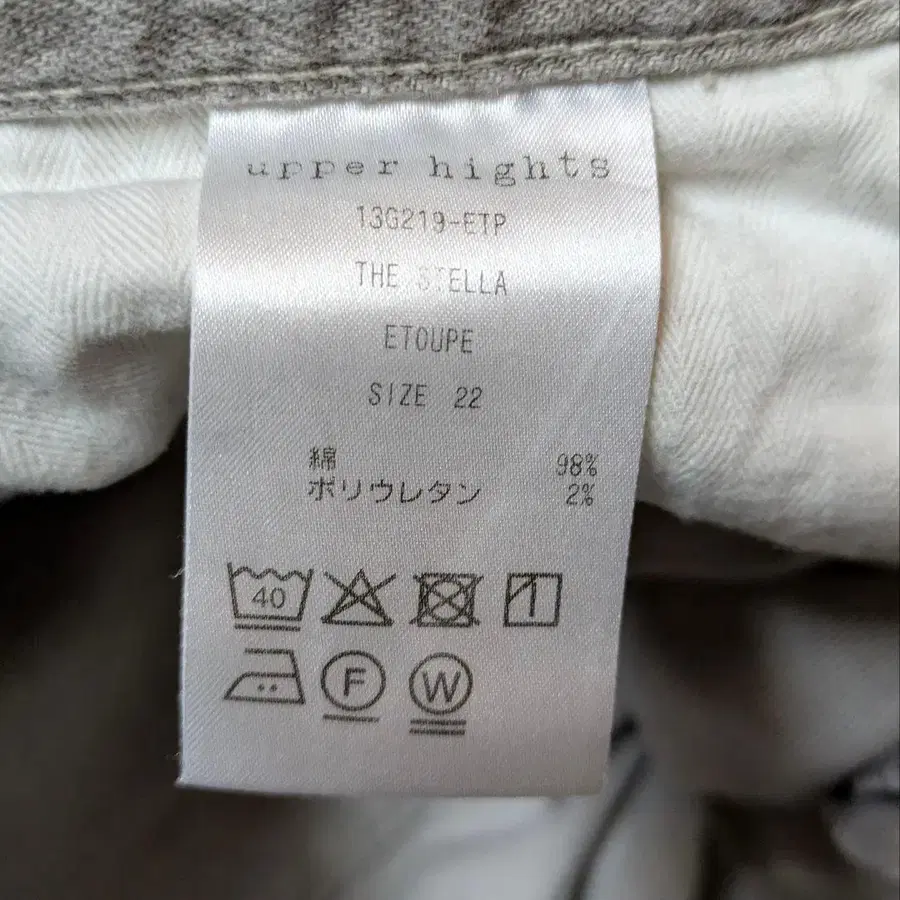 upper hights
13G219-ETP
THE STELLA
ETOUPE
SIZE 22
綿 98%
ポリウレタン 2%
40
F W